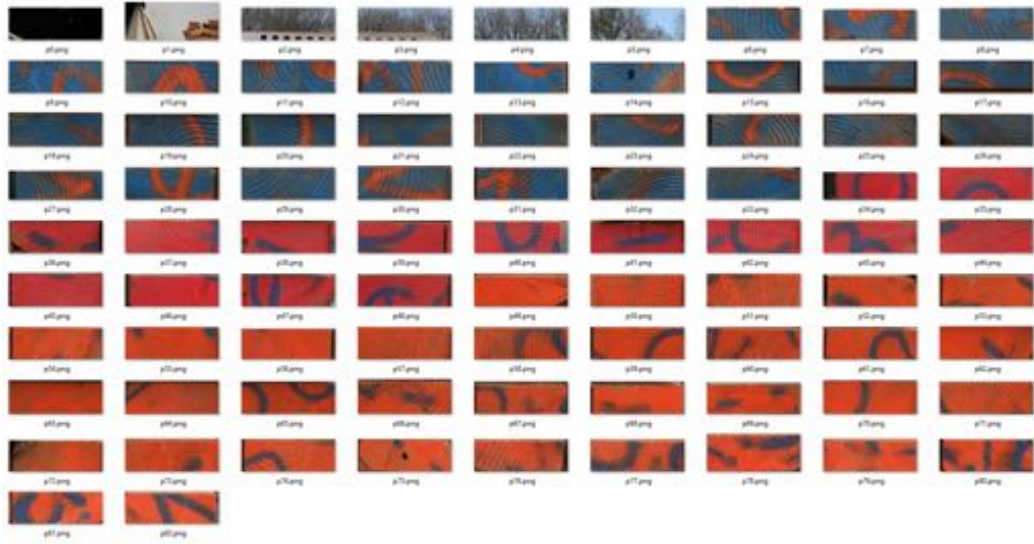 p0.png p1.png p2.png p3.png p4.png p5.png p6.png p7.png p8.png
p9.png p10.png p11.png p12.png p13.png p14.png p15.png p16.png p17.png
p18.png p19.png p20.png p21.png p22.png p23.png p24.png p25.png p26.png
p27.png p28.png p29.png p30.png p31.png p32.png p33.png p34.png p35.png
p36.png p37.png p38.png p39.png p40.png p41.png p42.png p43.png p44.png
p45.png p46.png p47.png p48.png p49.png p50.png p51.png p52.png p53.png
p54.png p55.png p56.png p57.png p58.png p59.png p60.png p61.png p62.png
p63.png p64.png p65.png p66.png p67.png p68.png p69.png p70.png p71.png
p72.png p73.png p74.png p75.png p76.png p77.png p78.png p79.png p80.png
p81.png p82.png